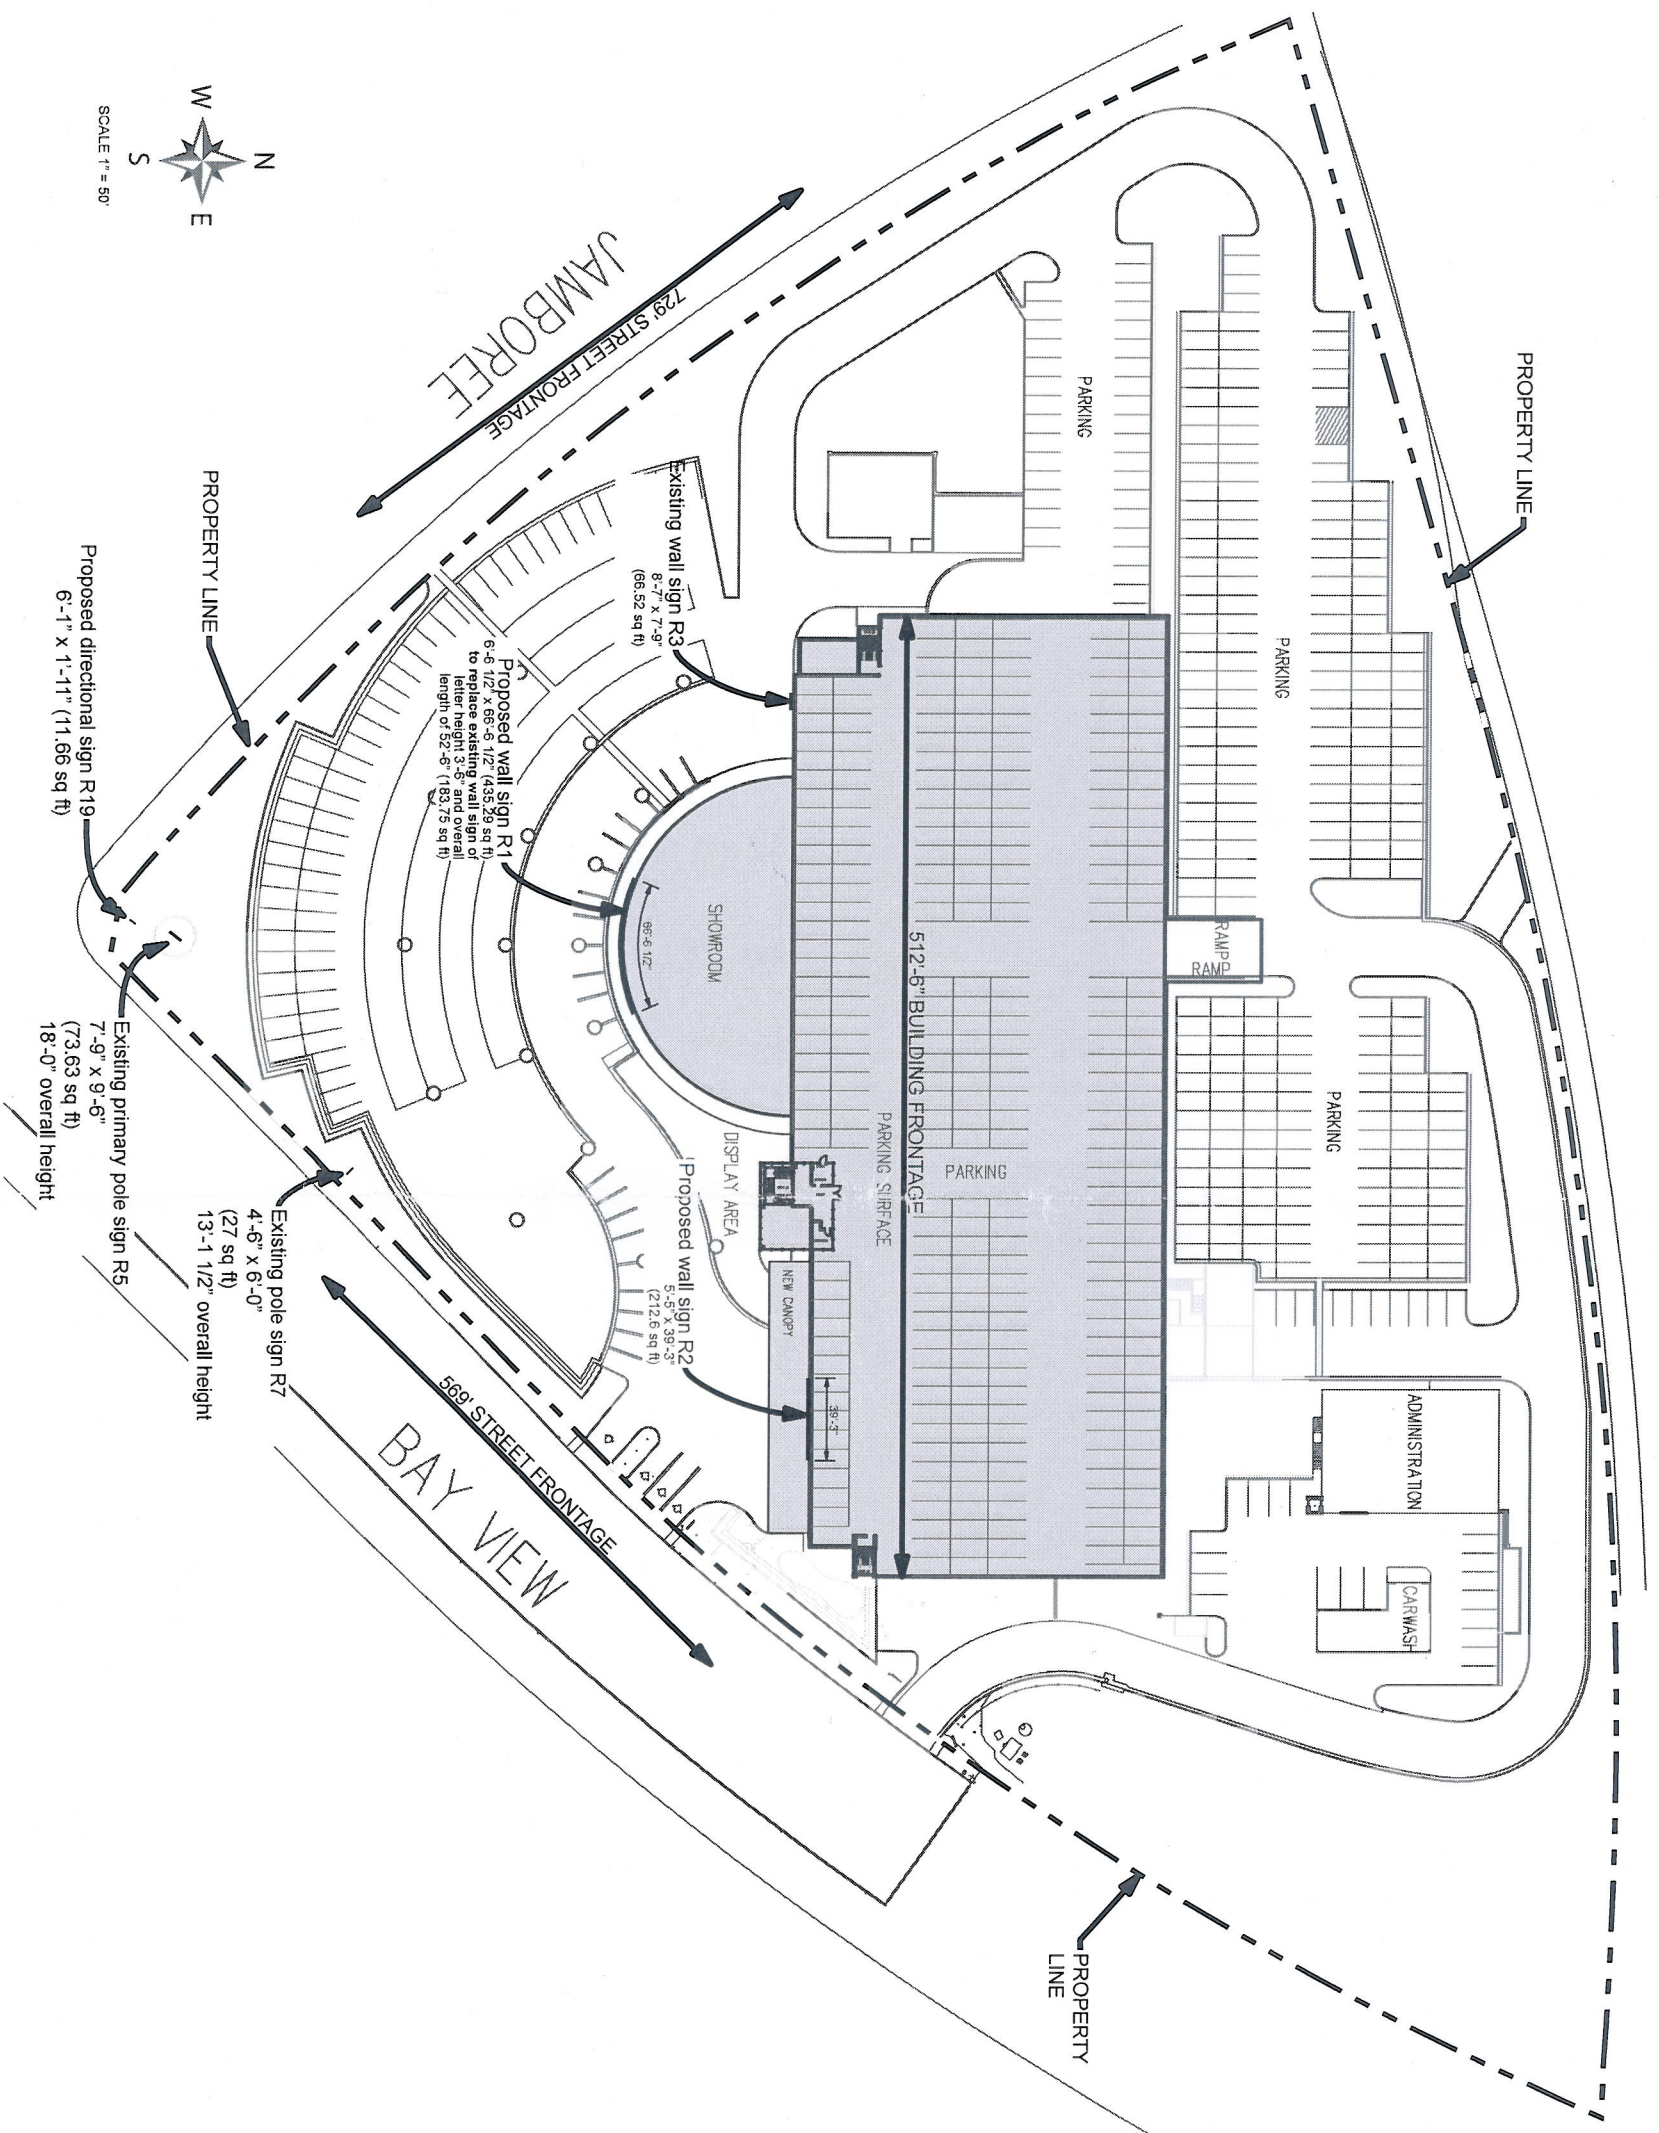 N
W
E
S
SCALE 1" = 50'
JAMBOREE
729' STREET FRONTAGE
PROPERTY LINE
PARKING
PARKING
PARKING
RAMP
RAMP
ADMINISTRATION
CARWASH
512'-6" BUILDING FRONTAGE
PARKING
PARKING SURFACE
SHOWROOM
66'-6 1/2"
DISPLAY AREA
NEW CANOPY
39'-3"
Existing wall sign R3
8'-7" x 7'-9"
(66.52 sq ft)
Proposed wall sign R1
6'-6 1/2" x 66'-6 1/2" (435.29 sq ft)
to replace existing wall sign of
letter height 3'-6" and overall
length of 52'-6" (183.75 sq ft)
Proposed wall sign R2
5'-5" x 39'-3"
(212.6 sq ft)
PROPERTY LINE
Proposed directional sign R19
6'-1" x 1'-11" (11.66 sq ft)
Existing primary pole sign R5
7'-9" x 9'-6"
(73.63 sq ft)
18'-0" overall height
Existing pole sign R7
4'-6" x 6'-0"
(27 sq ft)
13'-1 1/2" overall height
569' STREET FRONTAGE
BAY VIEW
PROPERTY
LINE